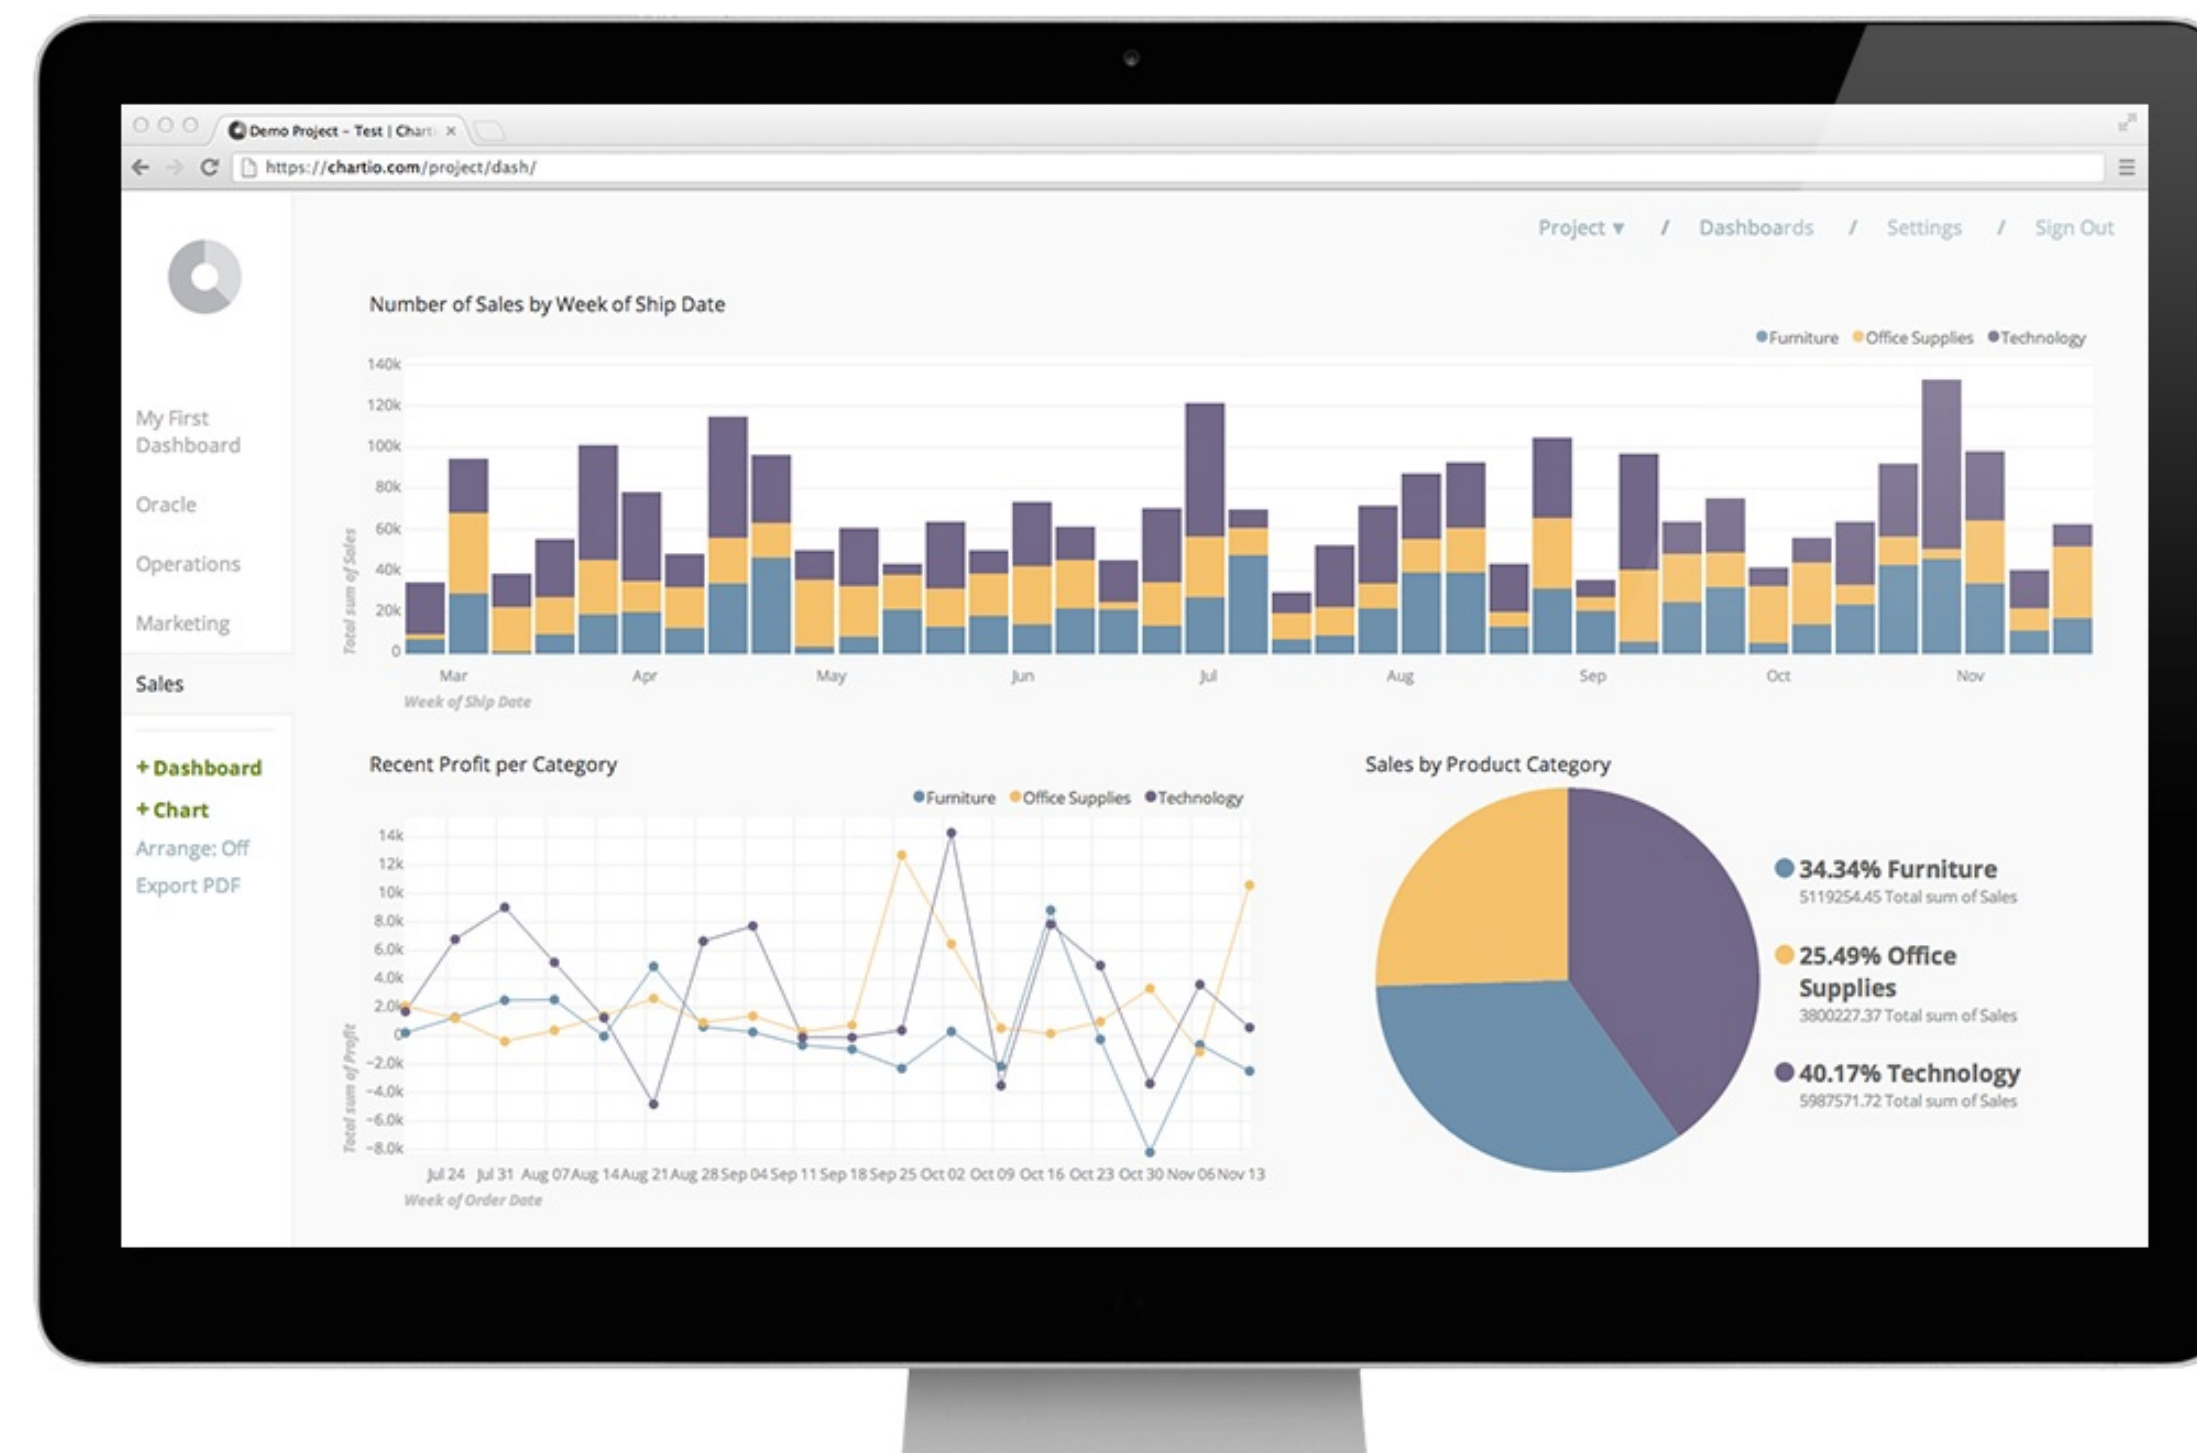 Demo Project – Test | Charti
https://chartio.com/project/dash/
Project ▼ / Dashboards / Settings / Sign Out
My First
Dashboard
Oracle
Operations
Marketing
Sales
+ Dashboard
+ Chart
Arrange: Off
Export PDF
Number of Sales by Week of Ship Date
Furniture Office Supplies Technology
140k
120k
100k
80k
60k
40k
20k
0
Total sum of Sales
Mar Apr May Jun Jul Aug Sep Oct Nov
Week of Ship Date
Recent Profit per Category
Furniture Office Supplies Technology
14k
12k
10k
8.0k
6.0k
4.0k
2.0k
0
−2.0k
−4.0k
−6.0k
−8.0k
Total sum of Profit
Jul 24 Jul 31 Aug 07 Aug 14 Aug 21 Aug 28 Sep 04 Sep 11 Sep 18 Sep 25 Oct 02 Oct 09 Oct 16 Oct 23 Oct 30 Nov 06 Nov 13
Week of Order Date
Sales by Product Category
34.34% Furniture
5119254.45 Total sum of Sales
25.49% Office
Supplies
3800227.37 Total sum of Sales
40.17% Technology
5987571.72 Total sum of Sales